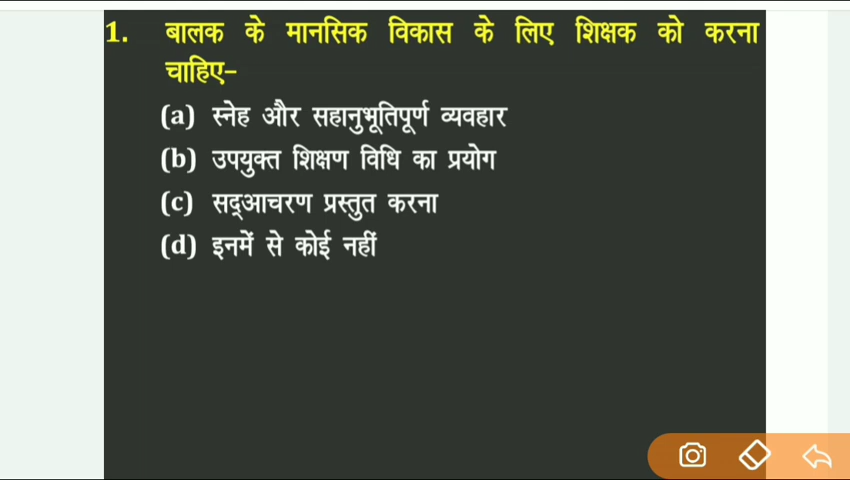 1. बालक के मानसिक विकास के लिए शिक्षक को करना
चाहिए-
(a) स्नेह और सहानुभूतिपूर्ण व्यवहार
(b) उपयुक्त शिक्षण विधि का प्रयोग
(c) सद्आचरण प्रस्तुत करना
(d) इनमें से कोई नहीं